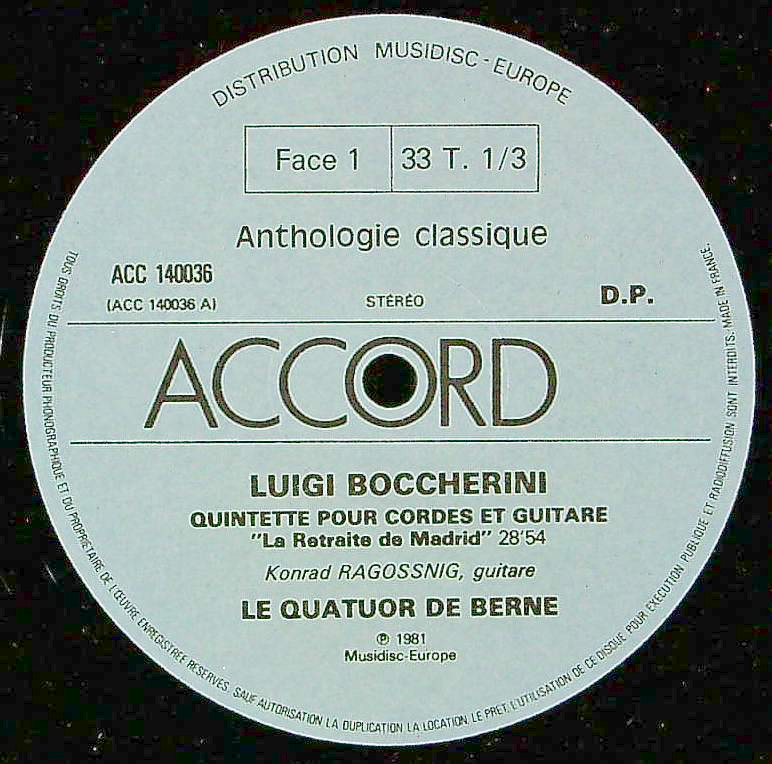 DISTRIBUTION MUSIDISC-EUROPE
Face 1
33 T. 1/3
Anthologie classique
ACC 140036
(ACC 140036 A)
STÉRÉO
D.P.
ACCORD
LUIGI BOCCHERINI
QUINTETTE POUR CORDES ET GUITARE
"La Retraite de Madrid" 28'54
Konrad RAGOSSNIG, guitare
LE QUATUOR DE BERNE
℗ 1981
Musidisc-Europe
TOUS DROITS DU PRODUCTEUR PHONOGRAPHIQUE ET DU PROPRIETAIRE DE L'ŒUVRE ENREGISTREE RESERVES. SAUF AUTORISATION LA DUPLICATION, LA LOCATION, LE PRET, L'UTILISATION DE CE DISQUE POUR EXECUTION PUBLIQUE ET RADIODIFFUSION SONT INTERDITS. MADE IN FRANCE.